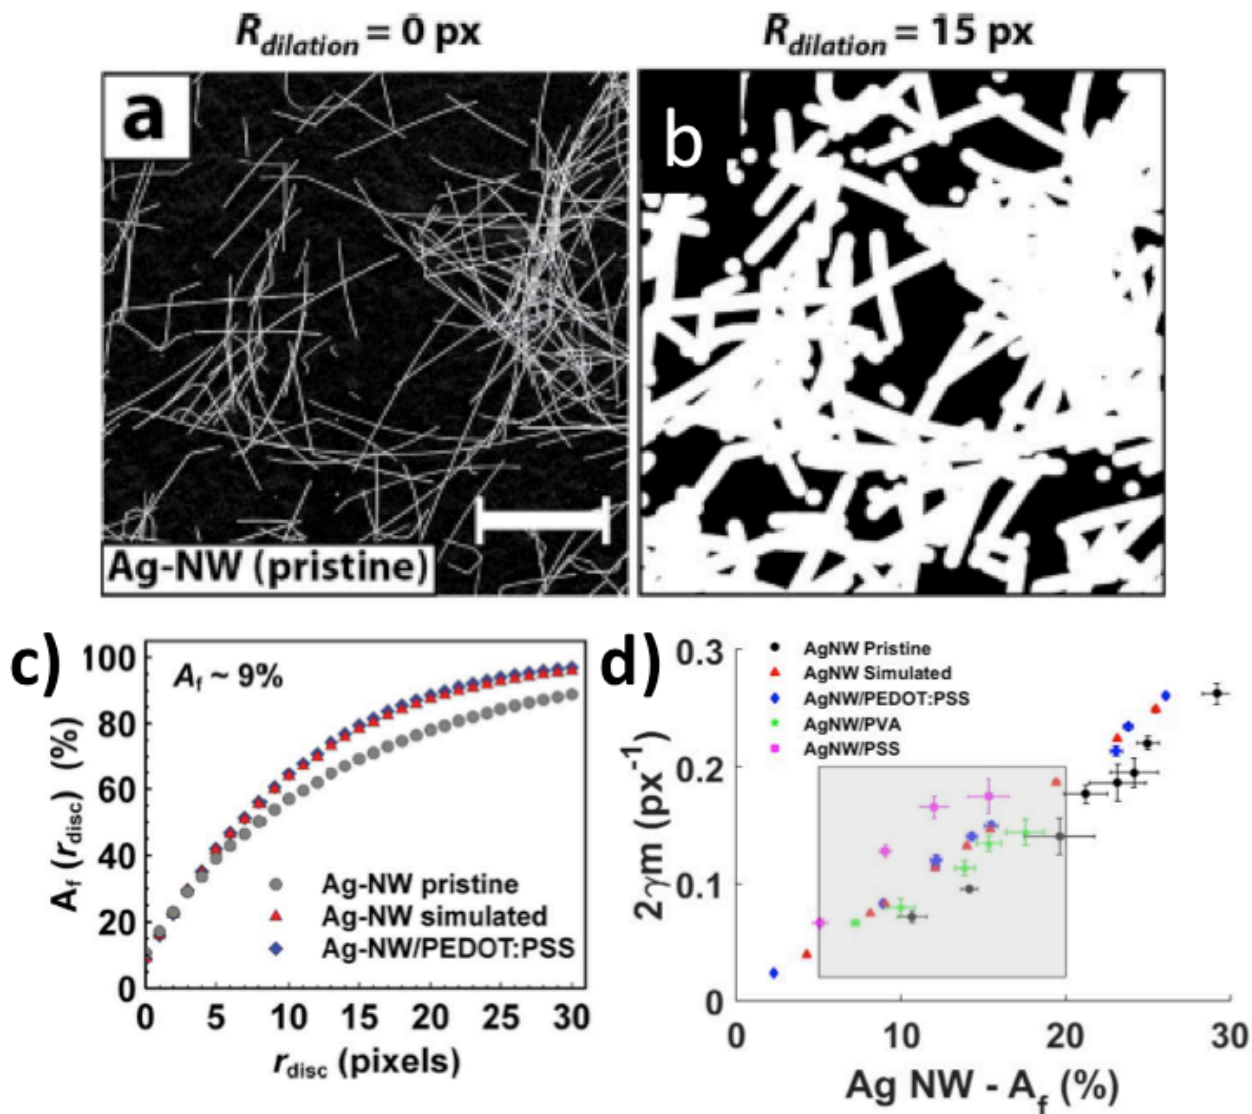 R_dilation = 0 px
R_dilation = 15 px
a
b
Ag-NW (pristine)
c)
A_f ~ 9%
A_f (r_disc) (%)
100
80
60
40
20
0
Ag-NW pristine
Ag-NW simulated
Ag-NW/PEDOT:PSS
0 5 10 15 20 25 30
r_disc (pixels)
d)
2γm (px⁻¹)
0.3
0.2
0.1
0
AgNW Pristine
AgNW Simulated
AgNW/PEDOT:PSS
AgNW/PVA
AgNW/PSS
0 10 20 30
Ag NW - A_f (%)